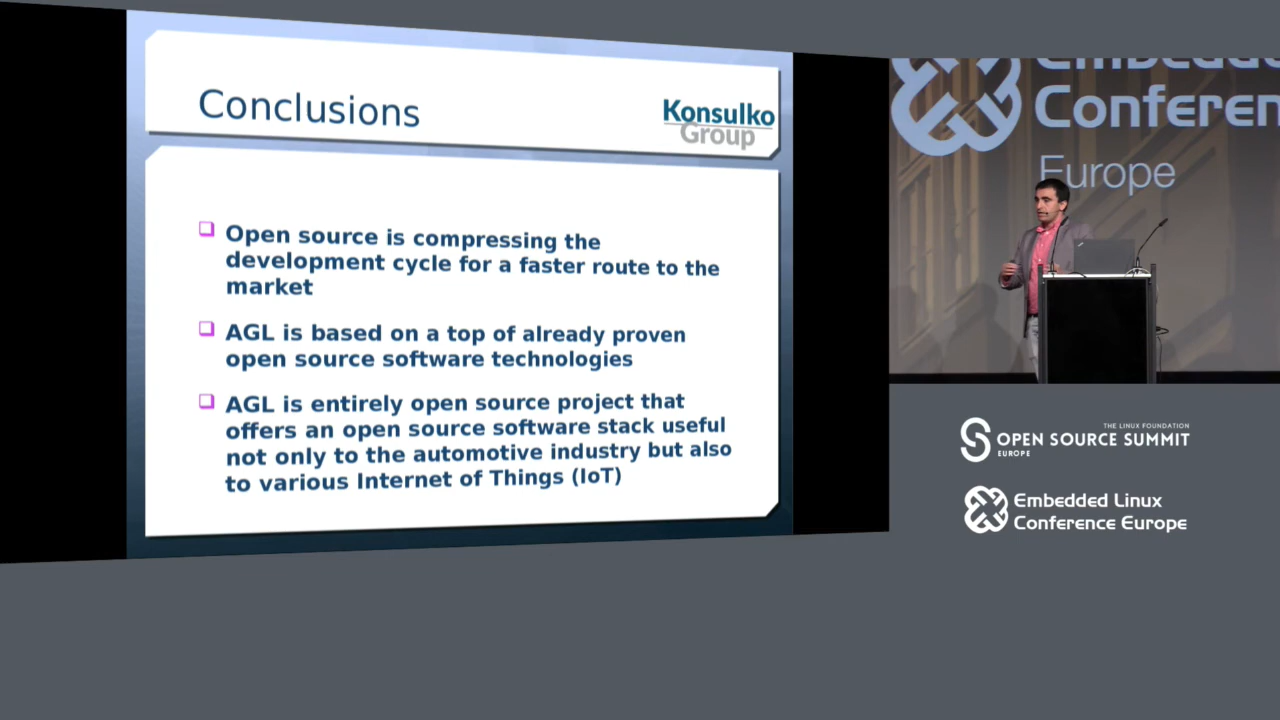 Conclusions
Konsulko
Group
Open source is compressing the
development cycle for a faster route to the
market
AGL is based on a top of already proven
open source software technologies
AGL is entirely open source project that
offers an open source software stack useful
not only to the automotive industry but also
to various Internet of Things (IoT)
Embedde
Conferen
Europe
THE LINUX FOUNDATION
OPEN SOURCE SUMMIT
EUROPE
Embedded Linux
Conference Europe